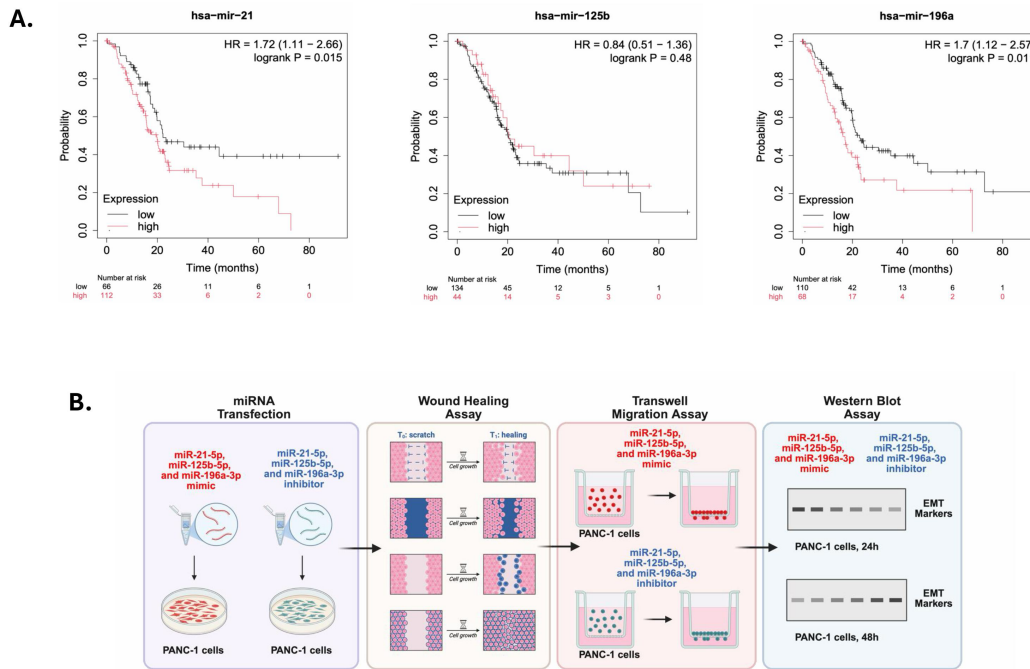 A.
hsa-mir-21
HR = 1.72 (1.11 − 2.66)
logrank P = 0.015
Probability
1.0
0.8
0.6
0.4
0.2
0.0
Expression
low
high
0 20 40 60 80
Time (months)
Number at risk
low 66 26 11 6 1
high 112 33 6 2 0
hsa-mir-125b
HR = 0.84 (0.51 − 1.36)
logrank P = 0.48
Probability
1.0
0.8
0.6
0.4
0.2
0.0
Expression
low
high
0 20 40 60 80
Time (months)
Number at risk
low 134 45 12 5 1
high 44 14 5 3 0
hsa-mir-196a
HR = 1.7 (1.12 − 2.57
logrank P = 0.01
Probability
1.0
0.8
0.6
0.4
0.2
0.0
Expression
low
high
0 20 40 60 80
Time (months)
Number at risk
low 110 42 13 6 1
high 68 17 4 2 0
B.
miRNA
Transfection
miR-21-5p,
miR-125b-5p,
and miR-196a-3p
mimic
miR-21-5p,
miR-125b-5p,
and miR-196a-3p
inhibitor
PANC-1 cells
PANC-1 cells
Wound Healing
Assay
T₀: scratch
T₁: healing
Cell growth
Cell growth
Cell growth
Cell growth
Transwell
Migration Assay
miR-21-5p,
miR-125b-5p,
and miR-196a-3p
mimic
PANC-1 cells
miR-21-5p,
miR-125b-5p,
and miR-196a-3p
inhibitor
PANC-1 cells
Western Blot
Assay
miR-21-5p,
miR-125b-5p,
and miR-196a-3p
mimic
miR-21-5p,
miR-125b-5p,
and miR-196a-3p
inhibitor
EMT
Markers
PANC-1 cells, 24h
EMT
Markers
PANC-1 cells, 48h